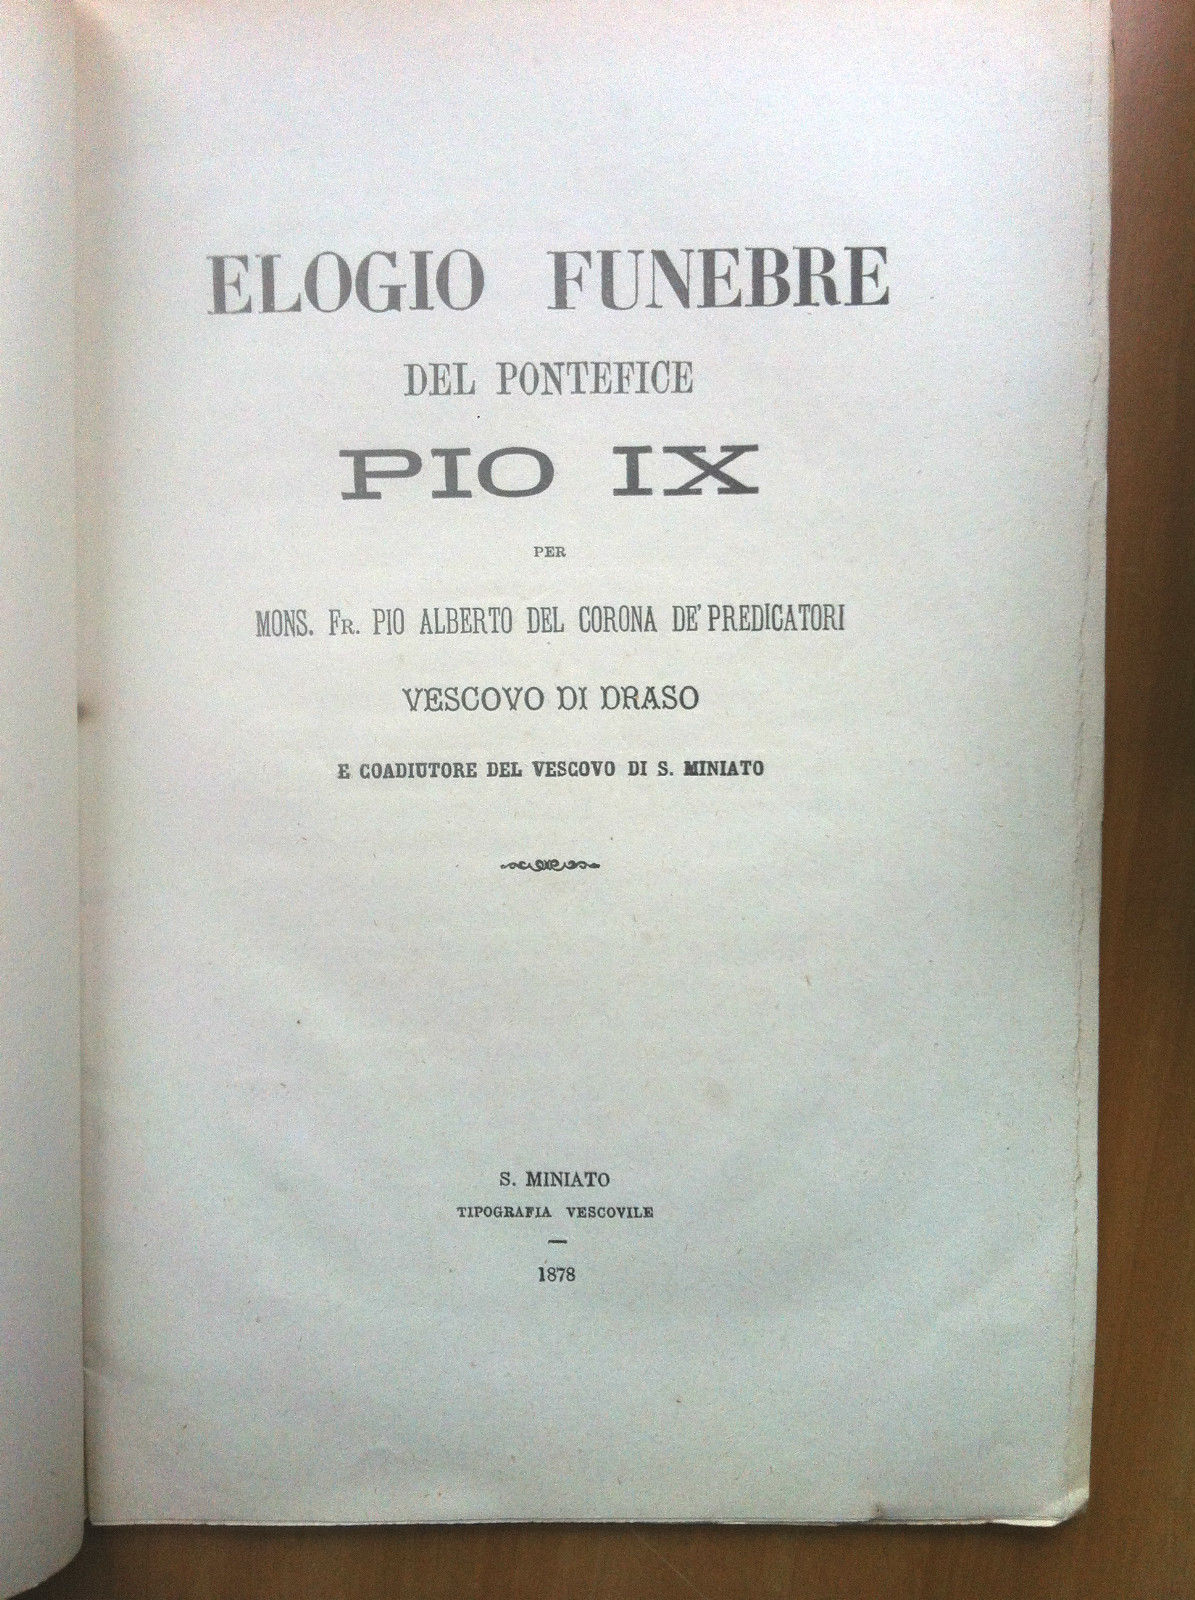 ELOGIO FUNEBRE
DEL PONTEFICE
PIO IX
PER
MONS. FR. PIO ALBERTO DEL CORONA DE' PREDICATORI
VESCOVO DI DRASO
E COADIUTORE DEL VESCOVO DI S. MINIATO
S. MINIATO
TIPOGRAFIA VESCOVILE
1878